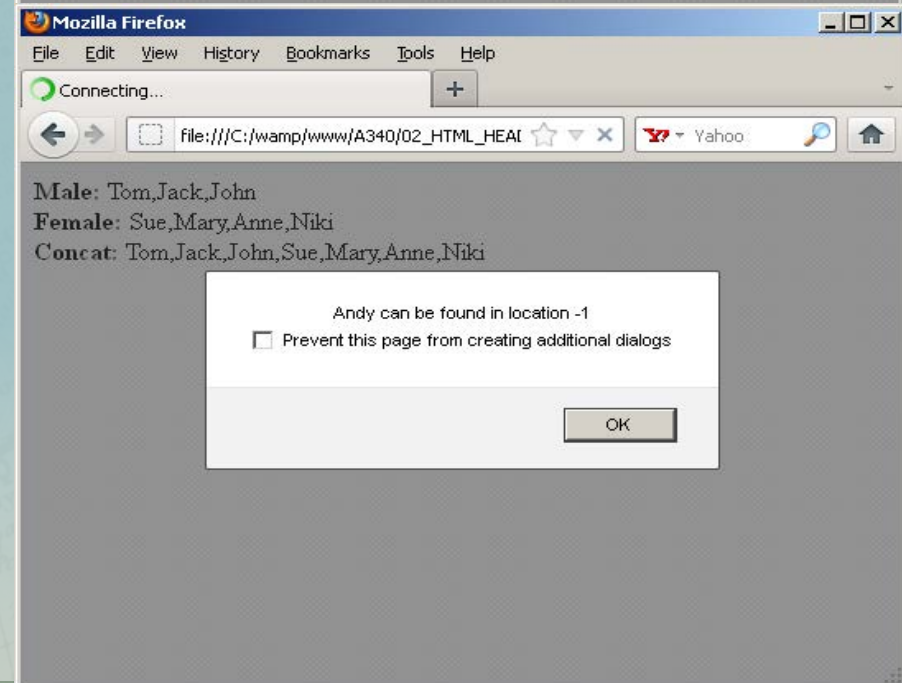 Mozilla Firefox
File Edit View History Bookmarks Tools Help
Connecting...
file:///C:/wamp/www/A340/02_HTML_HEAD
Yahoo
Male: Tom,Jack,John
Female: Sue,Mary,Anne,Niki
Concat: Tom,Jack,John,Sue,Mary,Anne,Niki
Andy can be found in location -1
Prevent this page from creating additional dialogs
OK